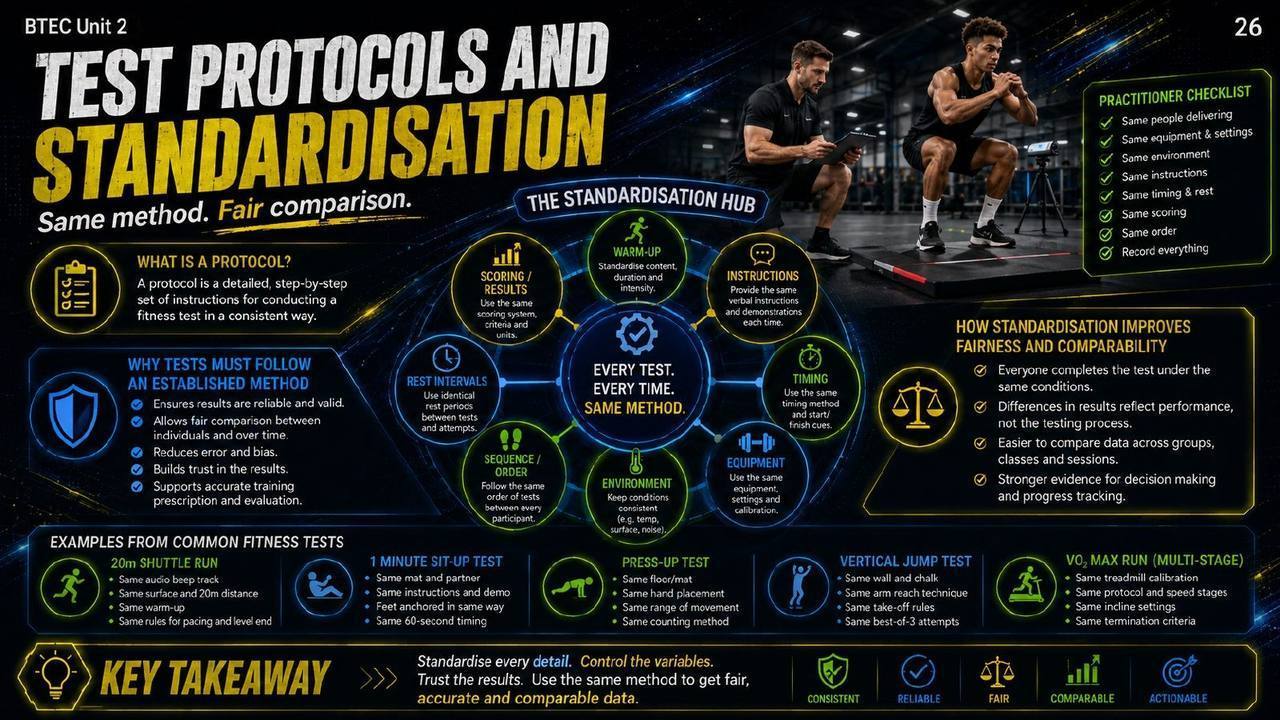 BTEC Unit 2
26
TEST PROTOCOLS AND
STANDARDISATION
Same method. Fair comparison.
PRACTITIONER CHECKLIST
Same people delivering
Same equipment & settings
Same environment
Same instructions
Same timing & rest
Same scoring
Same order
Record everything
WHAT IS A PROTOCOL?
A protocol is a detailed, step-by-step
set of instructions for conducting a
fitness test in a consistent way.
WHY TESTS MUST FOLLOW
AN ESTABLISHED METHOD
Ensures results are reliable and valid.
Allows fair comparison between
individuals and over time.
Reduces error and bias.
Builds trust in the results.
Supports accurate training
prescription and evaluation.
THE STANDARDISATION HUB
WARM-UP
Standardise content,
duration and
intensity.
INSTRUCTIONS
Provide the same
verbal instructions
and demonstrations
each time.
TIMING
Use the same
timing method
and start/
finish cues.
EQUIPMENT
Use the same
equipment,
settings and
calibration.
ENVIRONMENT
Keep conditions
consistent
(e.g. temp,
surface, noise).
SEQUENCE /
ORDER
Follow the same
order of tests
between every
participant.
REST INTERVALS
Use identical
rest periods
between tests
and attempts.
SCORING /
RESULTS
Use the same
scoring system,
criteria and
units.
EVERY TEST.
EVERY TIME.
SAME METHOD.
HOW STANDARDISATION IMPROVES
FAIRNESS AND COMPARABILITY
Everyone completes the test under the
same conditions.
Differences in results reflect performance,
not the testing process.
Easier to compare data across groups,
classes and sessions.
Stronger evidence for decision making
and progress tracking.
EXAMPLES FROM COMMON FITNESS TESTS
20m SHUTTLE RUN
• Same audio beep track
• Same surface and 20m distance
• Same warm-up
• Same rules for pacing and level end
1 MINUTE SIT-UP TEST
• Same mat and partner
• Same instructions and demo
• Feet anchored in same way
• Same 60-second timing
PRESS-UP TEST
• Same floor/mat
• Same hand placement
• Same range of movement
• Same counting method
VERTICAL JUMP TEST
• Same wall and chalk
• Same arm reach technique
• Same take-off rules
• Same best-of-3 attempts
VO₂ MAX RUN (MULTI-STAGE)
• Same treadmill calibration
• Same protocol and speed stages
• Same incline settings
• Same termination criteria
KEY TAKEAWAY
Standardise every detail. Control the variables.
Trust the results. Use the same method to get fair,
accurate and comparable data.
CONSISTENT
RELIABLE
FAIR
COMPARABLE
ACTIONABLE